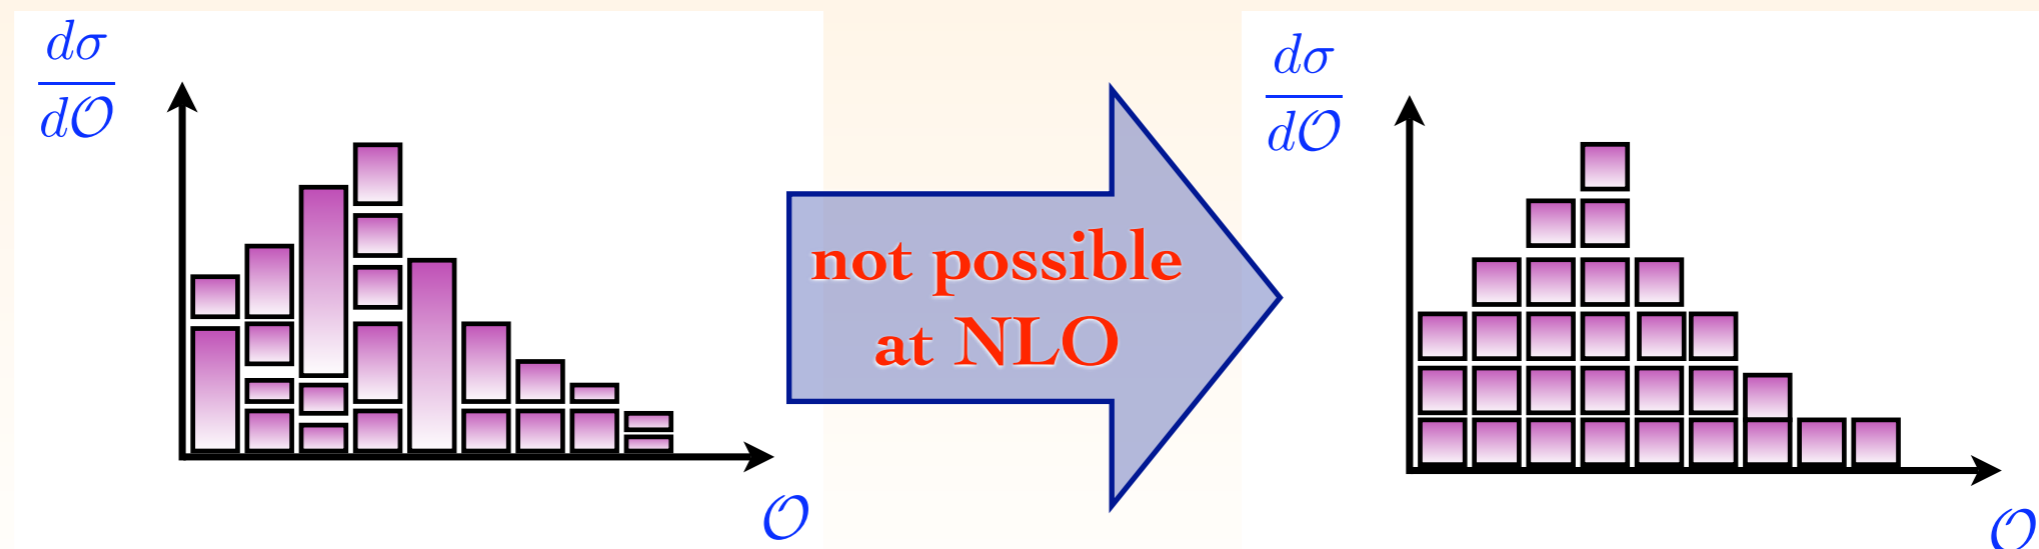 dσ
d𝒪
dσ
d𝒪
not possible
at NLO
𝒪
𝒪